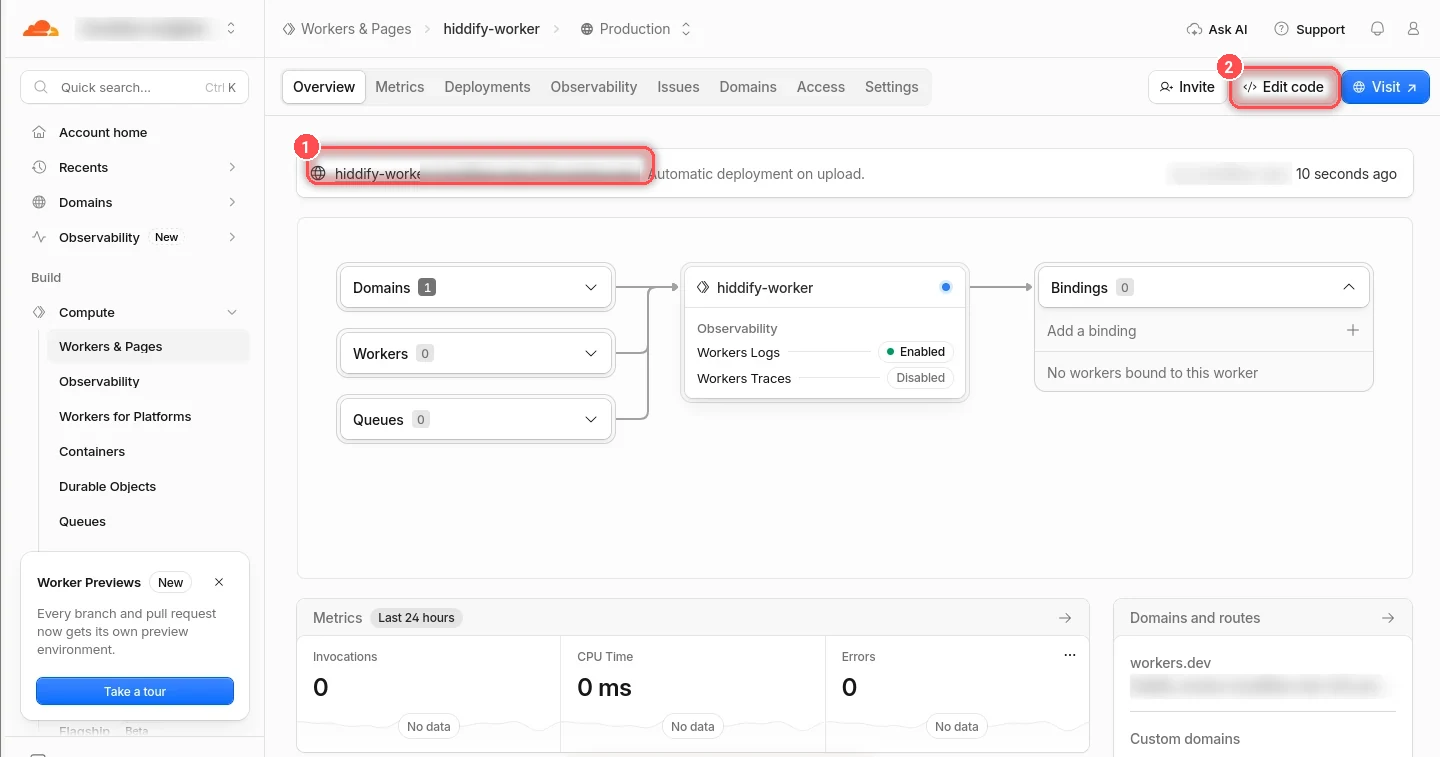 Workers & Pages
hiddify-worker
Production
Ask AI
Support
Quick search...
Ctrl K
Overview
Metrics
Deployments
Observability
Issues
Domains
Access
Settings
Invite
2
Edit code
Visit
Account home
Recents
Domains
Observability New
Build
Compute
Workers & Pages
Observability
Workers for Platforms
Containers
Durable Objects
Queues
Flagship Beta
Worker Previews New
Every branch and pull request
now gets its own preview
environment.
Take a tour
1
hiddify-worke
Automatic deployment on upload.
10 seconds ago
Domains 1
Workers 0
Queues 0
hiddify-worker
Observability
Workers Logs Enabled
Workers Traces Disabled
Bindings 0
Add a binding
No workers bound to this worker
Metrics Last 24 hours
Invocations
0
No data
CPU Time
0 ms
No data
Errors
0
No data
Domains and routes
workers.dev
Custom domains